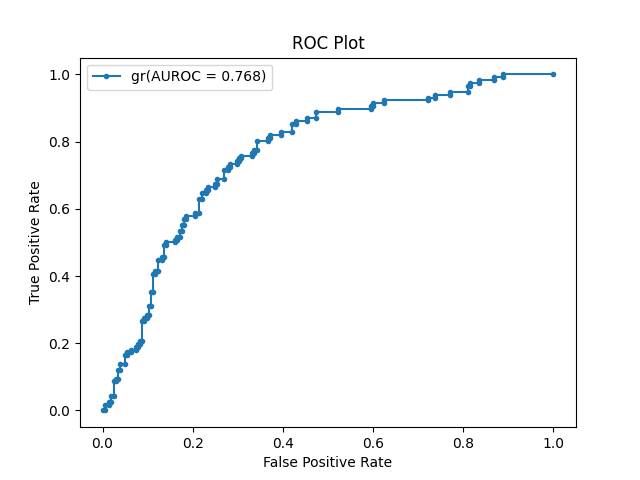 ROC Plot
gr(AUROC = 0.768)
1.0
0.8
0.6
0.4
0.2
0.0
True Positive Rate
0.0 0.2 0.4 0.6 0.8 1.0
False Positive Rate